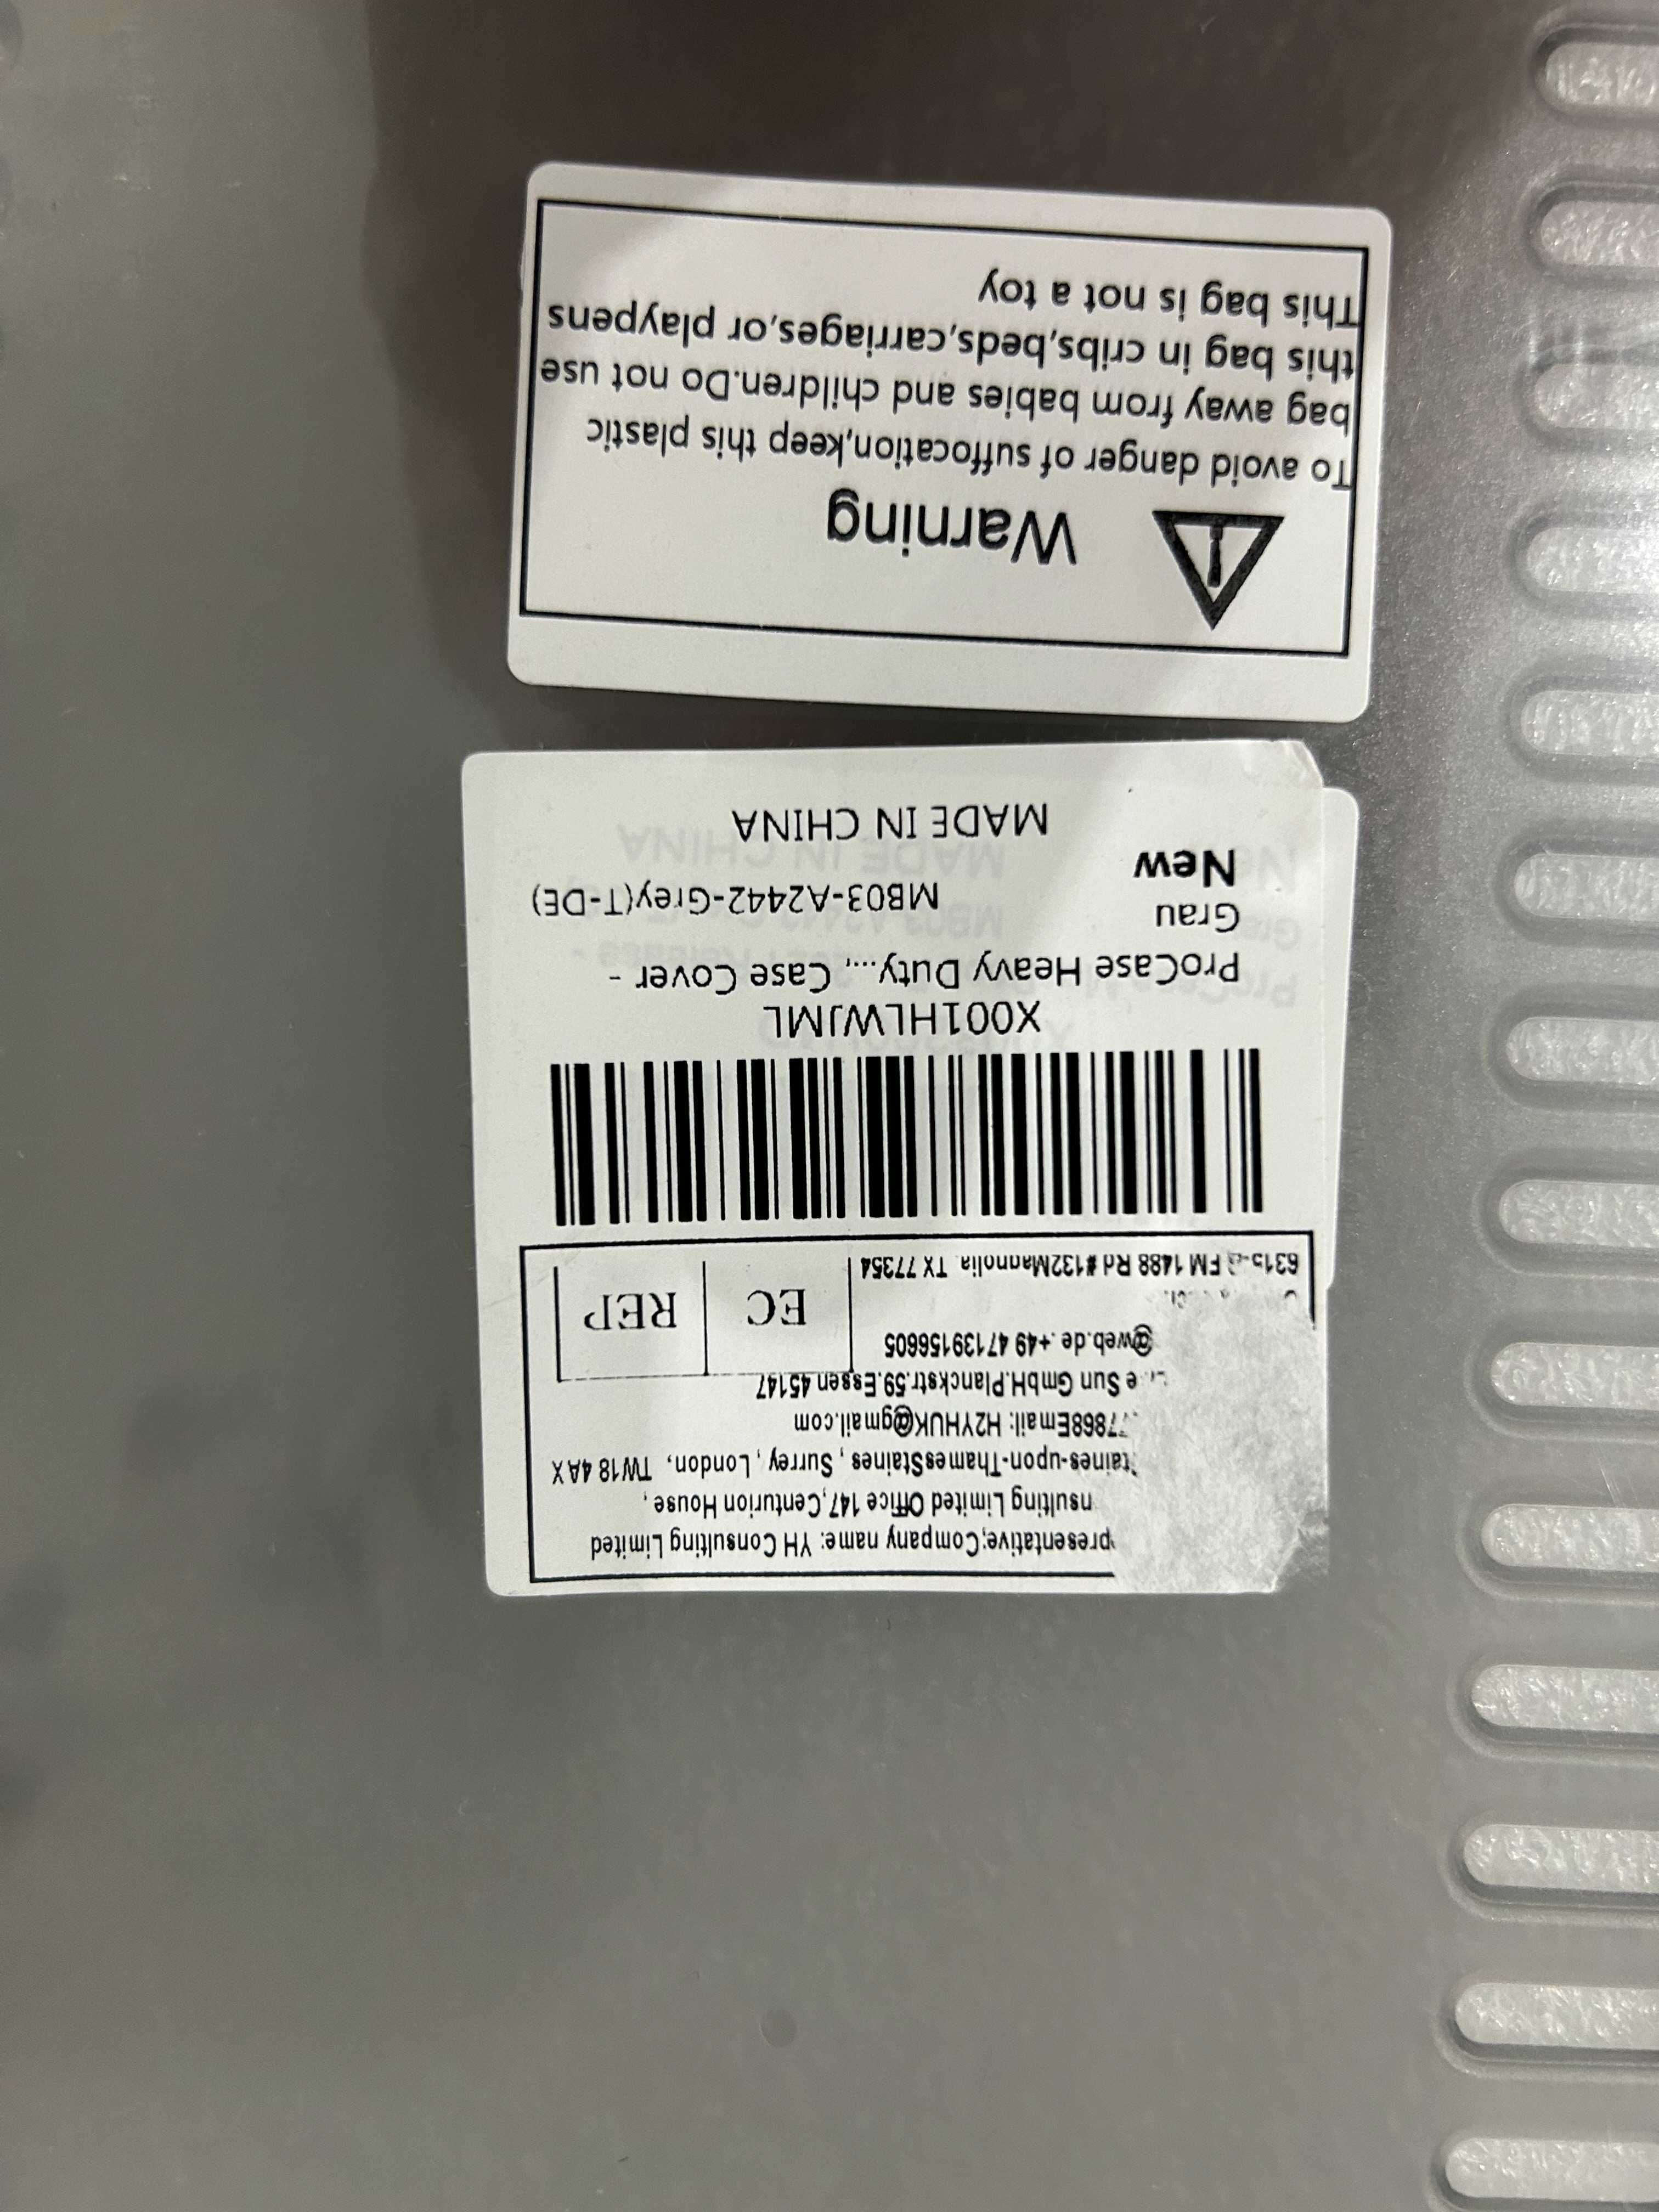 presentative;Company name: YH Consulting Limited
nsulting Limited Office 147,Centurion House ,
taines-upon-ThamesStaines , Surrey , London, TW18 4AX
77868Email: H2YHUK@gmail.com
e Sun GmbH.Planckstr.59.Essen 45147
@web.de .+49 47139156605
EC REP
FM 1488 Rd #132Magnolia, TX 77354
X001HLWJML
ProCase Heavy Duty..., Case Cover -
Grau
MB03-A2442-Grey(T-DE)
New
MADE IN CHINA
Warning
To avoid danger of suffocation,keep this plastic
bag away from babies and children.Do not use
this bag in cribs,beds,carriages,or playpens
This bag is not a toy